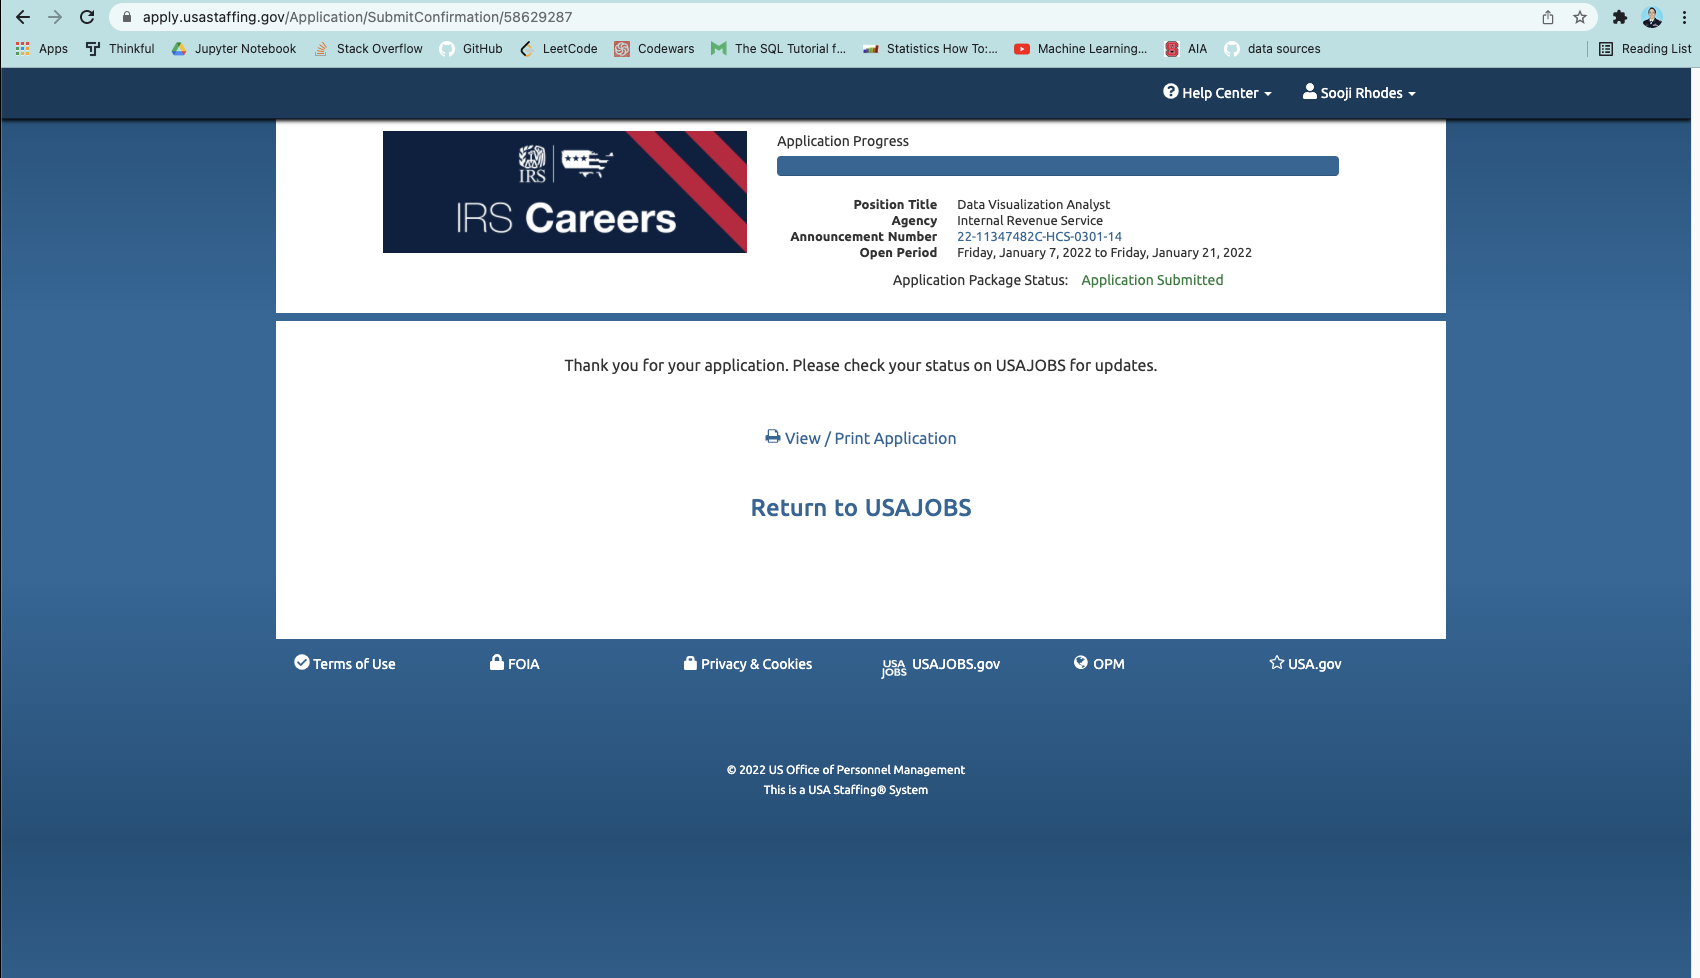 apply.usastaffing.gov/Application/SubmitConfirmation/58629287
Apps Thinkful Jupyter Notebook Stack Overflow GitHub LeetCode Codewars The SQL Tutorial f... Statistics How To:... Machine Learning... AIA data sources Reading List
Help Center Sooji Rhodes
IRS
IRS Careers
Application Progress
Position Title Data Visualization Analyst
Agency Internal Revenue Service
Announcement Number 22-11347482C-HCS-0301-14
Open Period Friday, January 7, 2022 to Friday, January 21, 2022
Application Package Status: Application Submitted
Thank you for your application. Please check your status on USAJOBS for updates.
View / Print Application
Return to USAJOBS
Terms of Use FOIA Privacy & Cookies USA JOBS USAJOBS.gov OPM USA.gov
© 2022 US Office of Personnel Management
This is a USA Staffing® System